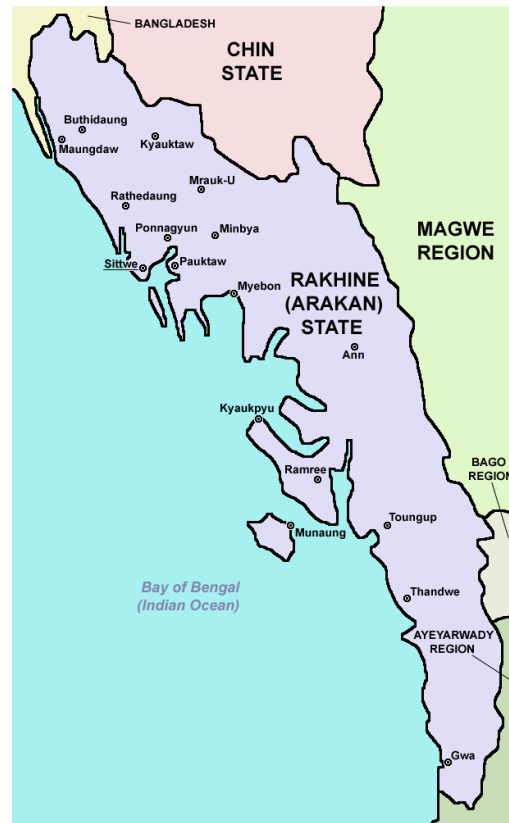 BANGLADESH
CHIN
STATE
Buthidaung
Maungdaw
Kyauktaw
Mrauk-U
Rathedaung
Ponnagyun
Minbya
MAGWE
REGION
Sittwe
Pauktaw
Myebon
RAKHINE
(ARAKAN)
STATE
Ann
Kyaukpyu
BAGO
REGION
Ramree
Toungup
Munaung
Bay of Bengal
(Indian Ocean)
Thandwe
AYEYARWADY
REGION
Gwa